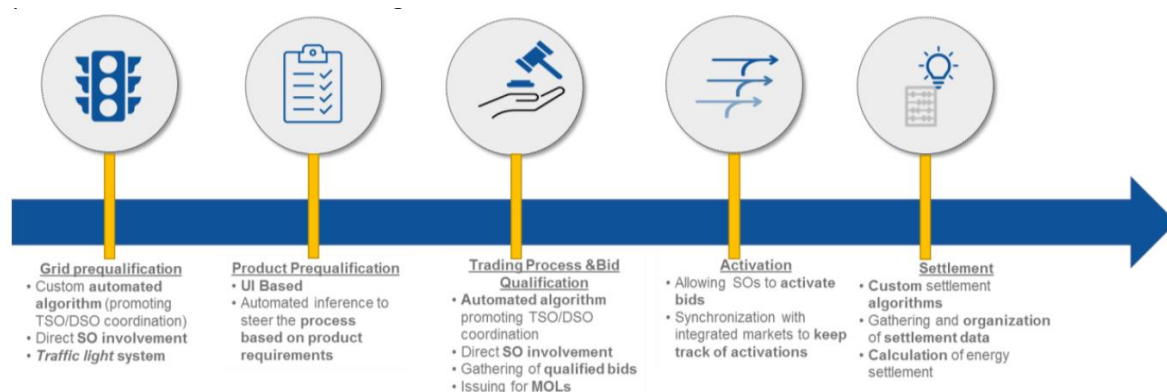 Grid prequalification
• Custom automated
algorithm (promoting
TSO/DSO coordination)
• Direct SO involvement
• Traffic light system
Product Prequalification
• UI Based
• Automated inference to
steer the process
based on product
requirements
Trading Process &Bid
Qualification
• Automated algorithm
promoting TSO/DSO
coordination
• Direct SO involvement
• Gathering of qualified bids
• Issuing for MOLs
Activation
• Allowing SOs to activate
bids
• Synchronization with
integrated markets to keep
track of activations
Settlement
• Custom settlement
algorithms
• Gathering and organization
of settlement data
• Calculation of energy
settlement